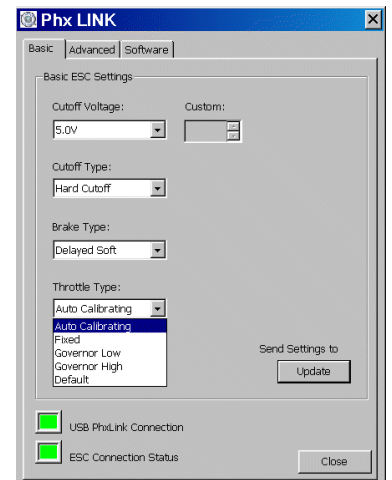 Phx LINK
Basic Advanced Software
Basic ESC Settings
Cutoff Voltage: Custom:
5.0V
Cutoff Type:
Hard Cutoff
Brake Type:
Delayed Soft
Throttle Type:
Auto Calibrating
Auto Calibrating
Fixed
Governor Low
Governor High
Default
Send Settings to
Update
USB PhxLink Connection
ESC Connection Status
Close